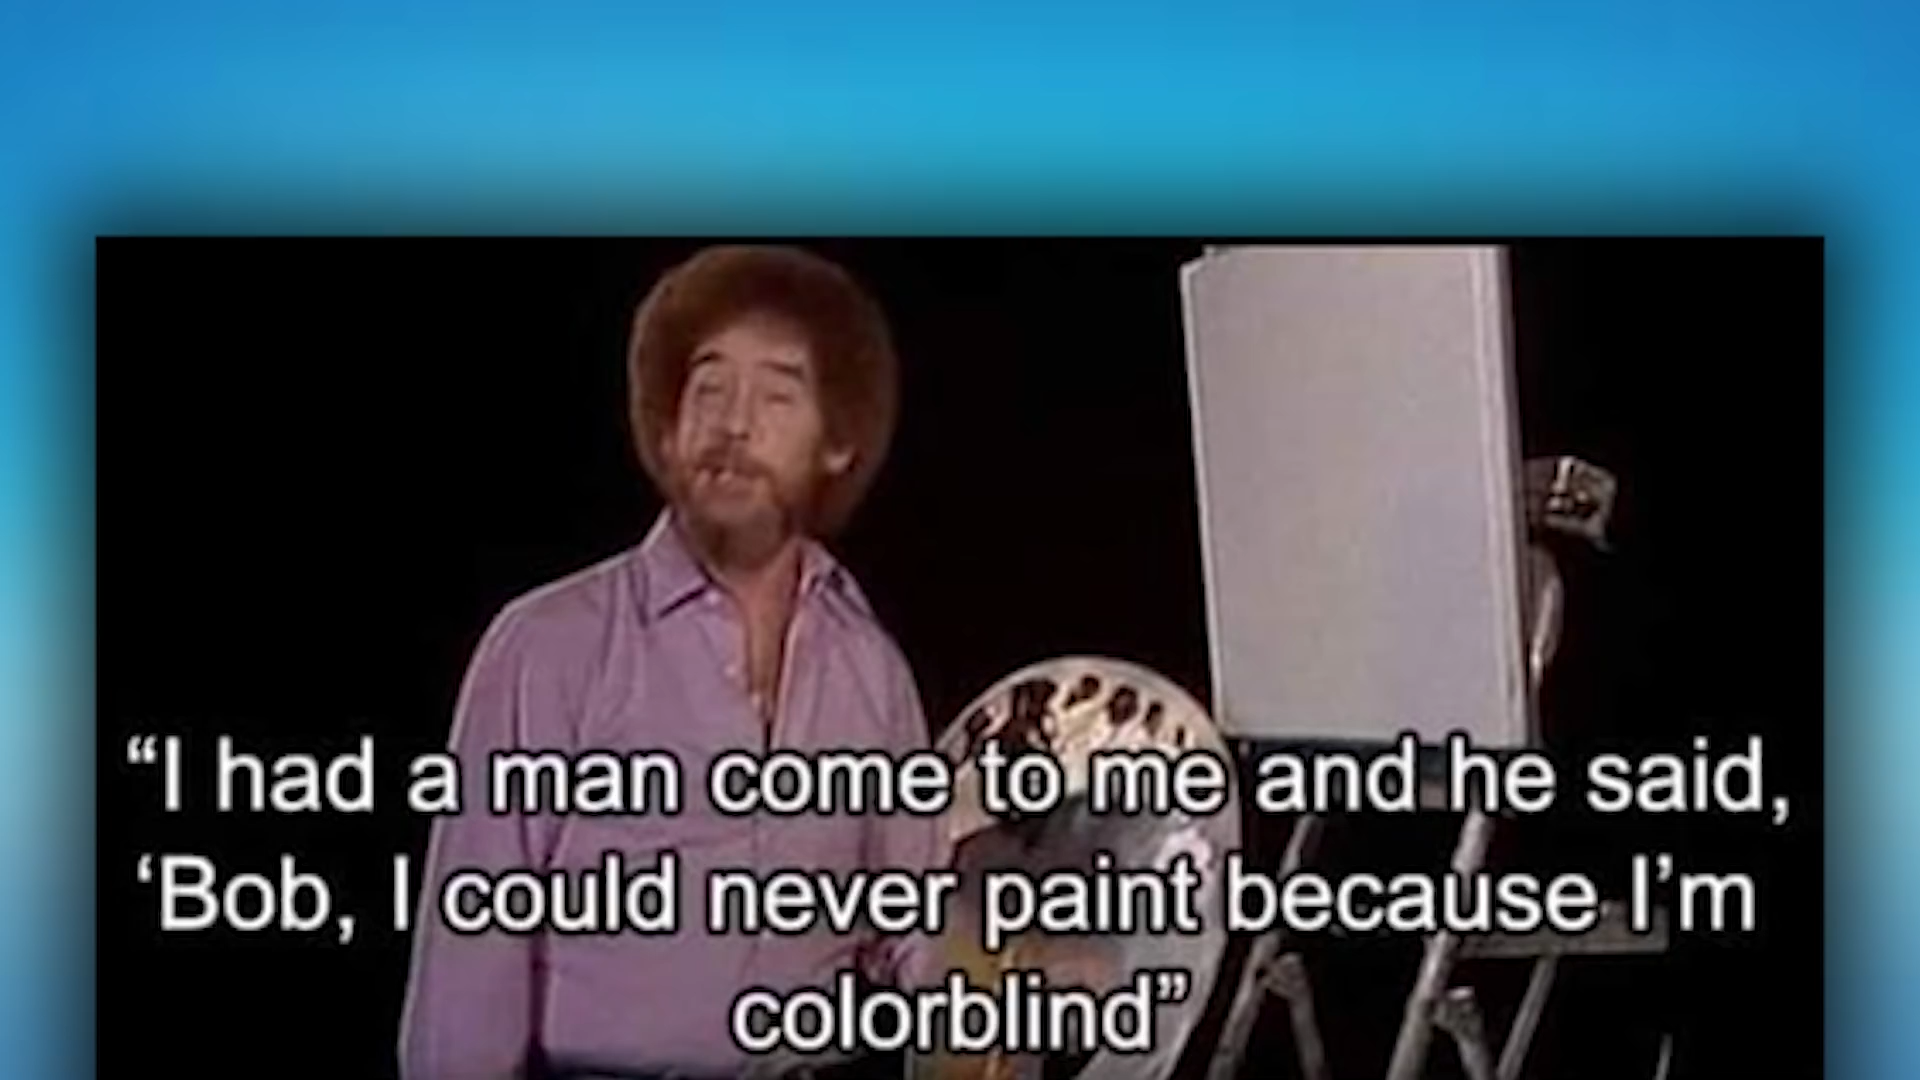 “I had a man come to me and he said,
‘Bob, I could never paint because I’m
colorblind”